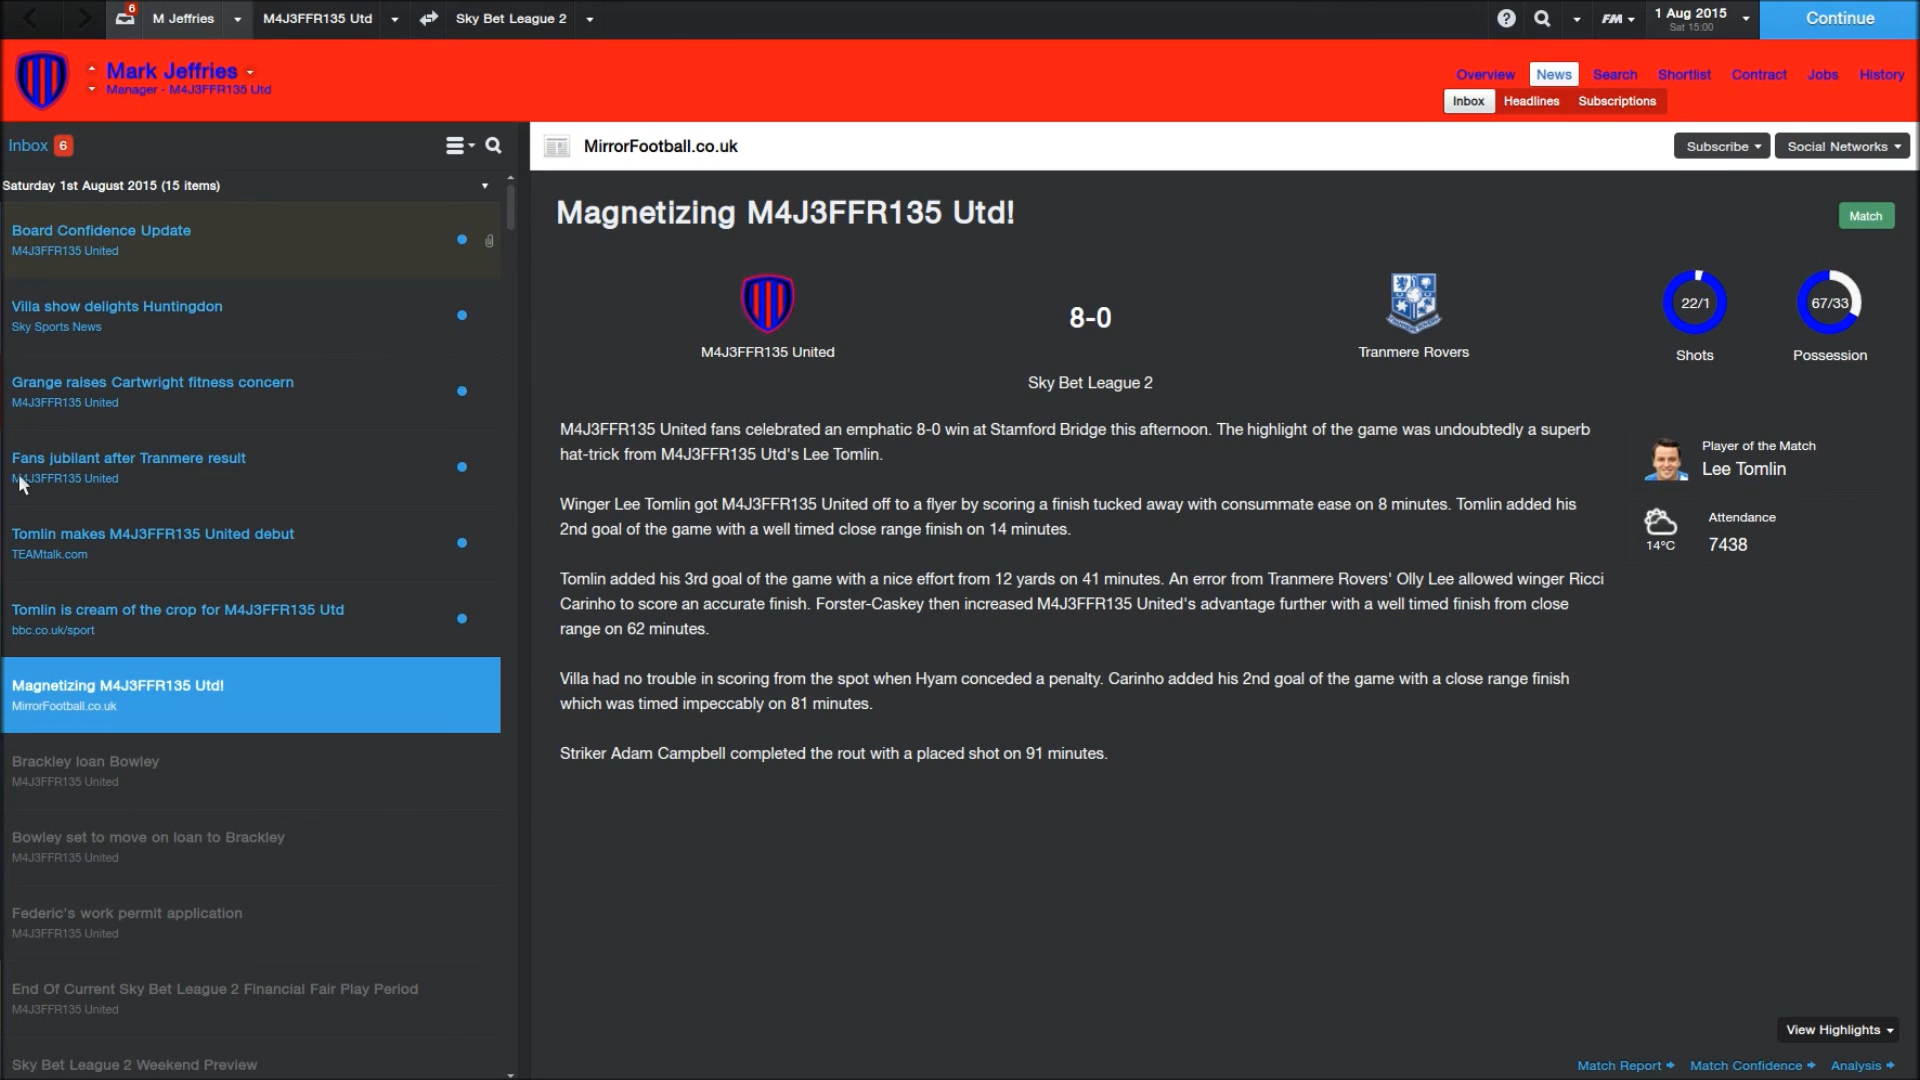 6
M Jeffries
M4J3FFR135 Utd
Sky Bet League 2
FM
1 Aug 2015
Sat 15:00
Continue
Mark Jeffries
Manager - M4J3FFR135 Utd
Overview
News
Search
Shortlist
Contract
Jobs
History
Inbox
Headlines
Subscriptions
Inbox 6
MirrorFootball.co.uk
Subscribe
Social Networks
Saturday 1st August 2015 (15 items)
Board Confidence Update
M4J3FFR135 United
Villa show delights Huntingdon
Sky Sports News
Grange raises Cartwright fitness concern
M4J3FFR135 United
Fans jubilant after Tranmere result
M4J3FFR135 United
Tomlin makes M4J3FFR135 United debut
TEAMtalk.com
Tomlin is cream of the crop for M4J3FFR135 Utd
bbc.co.uk/sport
Magnetizing M4J3FFR135 Utd!
MirrorFootball.co.uk
Brackley loan Bowley
M4J3FFR135 United
Bowley set to move on loan to Brackley
M4J3FFR135 United
Federic's work permit application
M4J3FFR135 United
End Of Current Sky Bet League 2 Financial Fair Play Period
M4J3FFR135 United
Sky Bet League 2 Weekend Preview
Magnetizing M4J3FFR135 Utd!
Match
M4J3FFR135 United
8-0
TRANMERE ROVERS
Tranmere Rovers
Sky Bet League 2
22/1
Shots
67/33
Possession
M4J3FFR135 United fans celebrated an emphatic 8-0 win at Stamford Bridge this afternoon. The highlight of the game was undoubtedly a superb
hat-trick from M4J3FFR135 Utd's Lee Tomlin.
Winger Lee Tomlin got M4J3FFR135 United off to a flyer by scoring a finish tucked away with consummate ease on 8 minutes. Tomlin added his
2nd goal of the game with a well timed close range finish on 14 minutes.
Tomlin added his 3rd goal of the game with a nice effort from 12 yards on 41 minutes. An error from Tranmere Rovers' Olly Lee allowed winger Ricci
Carinho to score an accurate finish. Forster-Caskey then increased M4J3FFR135 United's advantage further with a well timed finish from close
range on 62 minutes.
Villa had no trouble in scoring from the spot when Hyam conceded a penalty. Carinho added his 2nd goal of the game with a close range finish
which was timed impeccably on 81 minutes.
Striker Adam Campbell completed the rout with a placed shot on 91 minutes.
Player of the Match
Lee Tomlin
14°C
Attendance
7438
View Highlights
Match Report
Match Confidence
Analysis